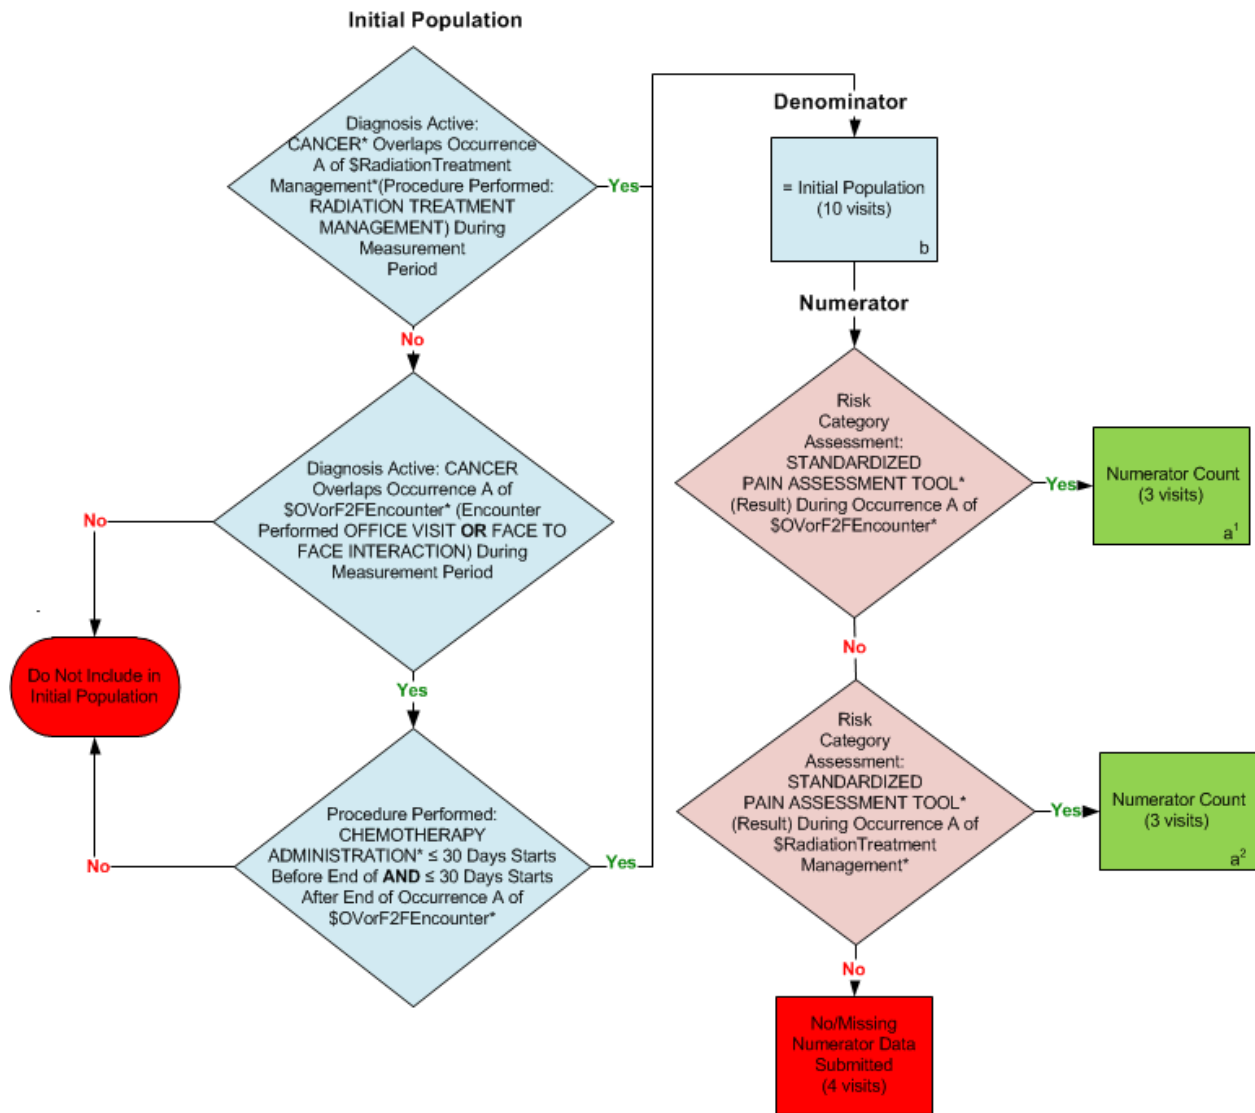 Initial Population
Diagnosis Active:
CANCER* Overlaps Occurrence
A of $RadiationTreatment
Management*(Procedure Performed:
RADIATION TREATMENT
MANAGEMENT) During
Measurement
Period
Yes
No
Diagnosis Active: CANCER
Overlaps Occurrence A of
$OVorF2FEncounter* (Encounter
Performed OFFICE VISIT OR FACE TO
FACE INTERACTION) During
Measurement Period
No
Yes
Do Not Include in
Initial Population
Procedure Performed:
CHEMOTHERAPY
ADMINISTRATION* ≤ 30 Days Starts
Before End of AND ≤ 30 Days Starts
After End of Occurrence A of
$OVorF2FEncounter*
No
Yes
Denominator
= Initial Population
(10 visits)
b
Numerator
Risk
Category
Assessment:
STANDARDIZED
PAIN ASSESSMENT TOOL*
(Result) During Occurrence A of
$OVorF2FEncounter*
Yes
Numerator Count
(3 visits)
a¹
No
Risk
Category
Assessment:
STANDARDIZED
PAIN ASSESSMENT TOOL*
(Result) During Occurrence A of
$RadiationTreatment
Management*
Yes
Numerator Count
(3 visits)
a²
No
No/Missing
Numerator Data
Submitted
(4 visits)